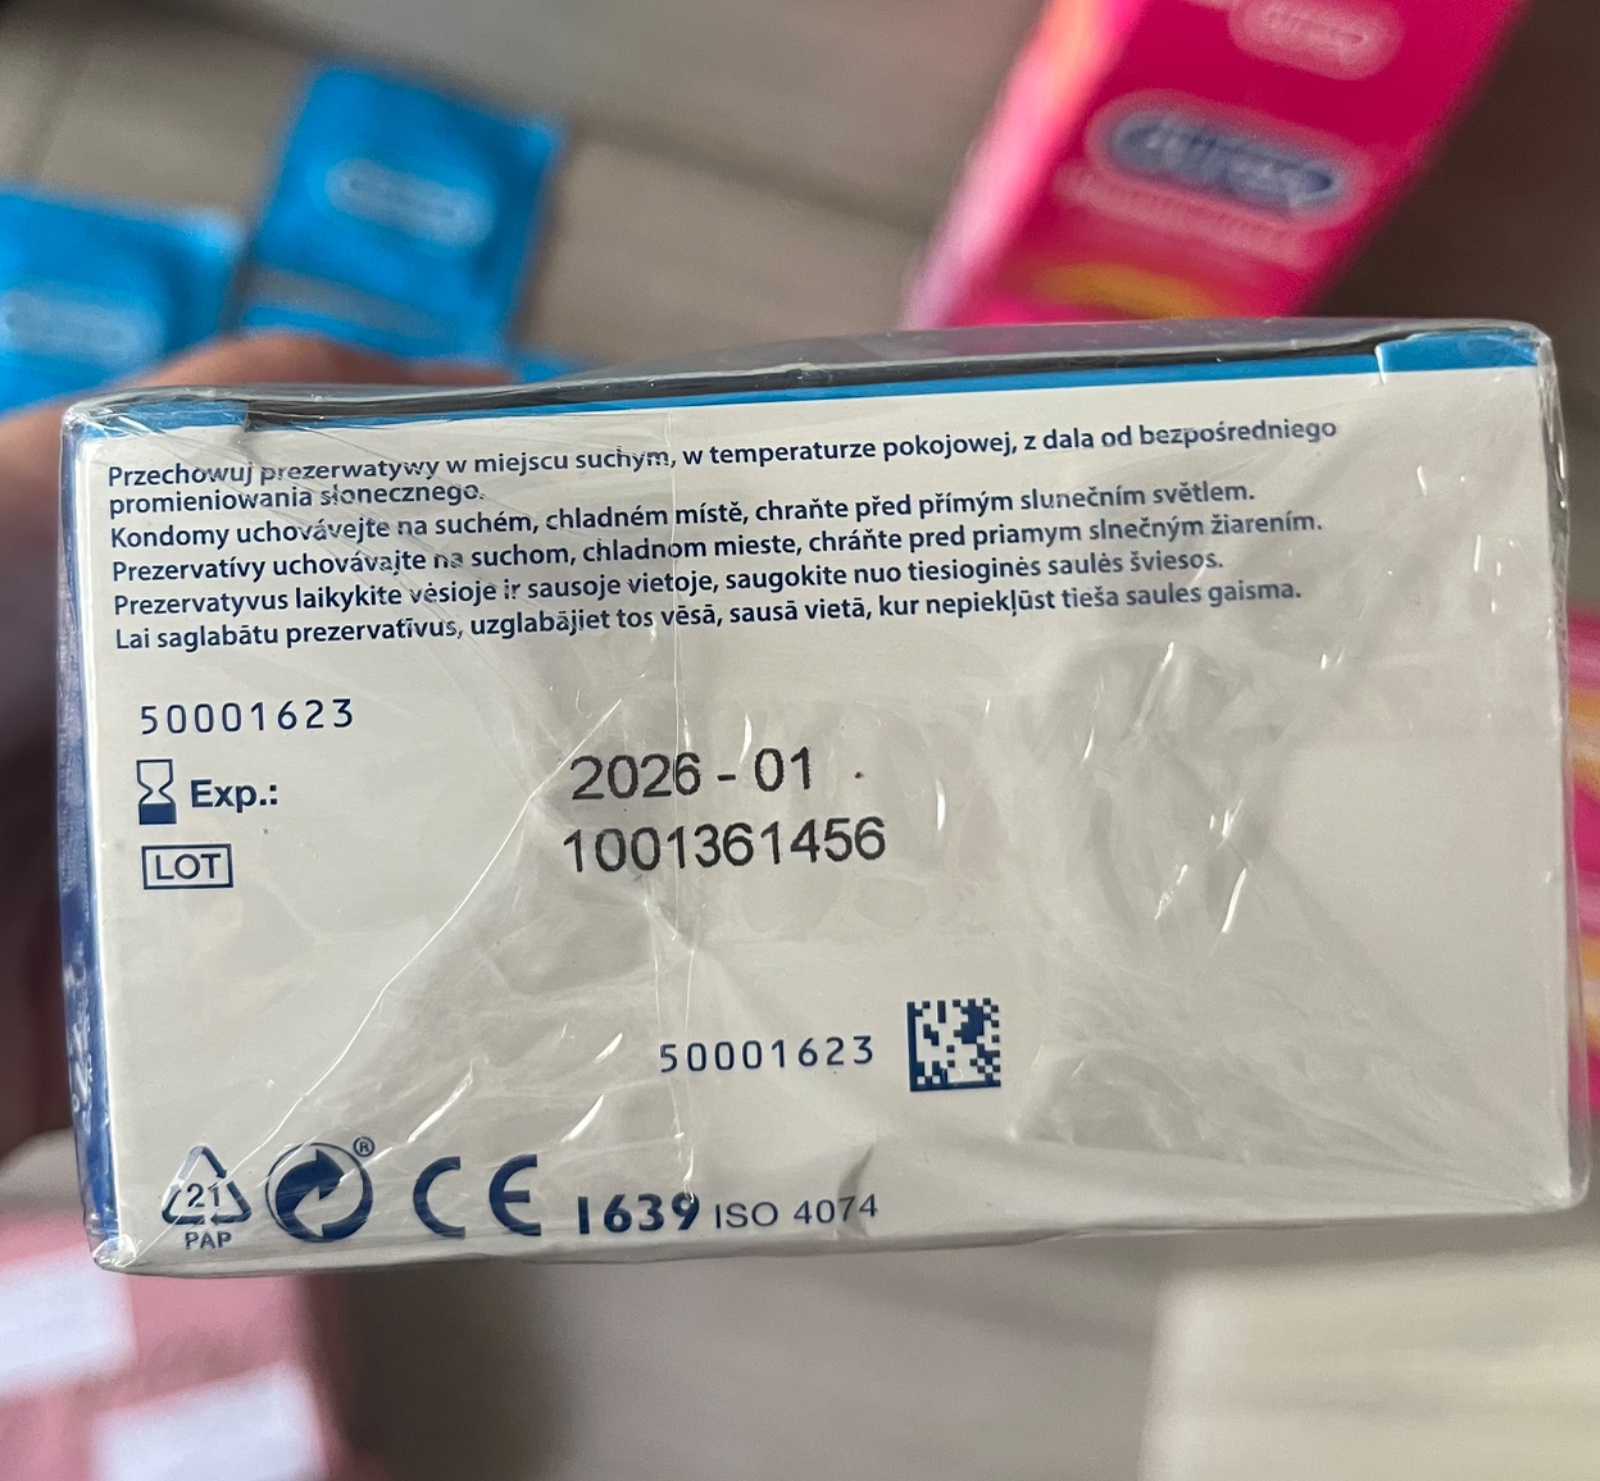 durex
Przechowuj prezerwatywy w miejscu suchym, w temperaturze pokojowej, z dala od bezpośredniego
promieniowania słonecznego.
Kondomy uchovávejte na suchém, chladném místě, chraňte před přímým slunečním světlem.
Prezervatívy uchovávajte na suchom, chladnom mieste, chráňte pred priamym slnečným žiarením.
Prezervatyvus laikykite vėsioje ir sausoje vietoje, saugokite nuo tiesioginės saulės šviesos.
Lai saglabātu prezervatīvus, uzglabājiet tos vēsā, sausā vietā, kur nepiekļūst tieša saules gaisma.
50001623
Exp.: 2026-01
LOT 1001361456
50001623
21
PAP
® CE 1639 ISO 4074